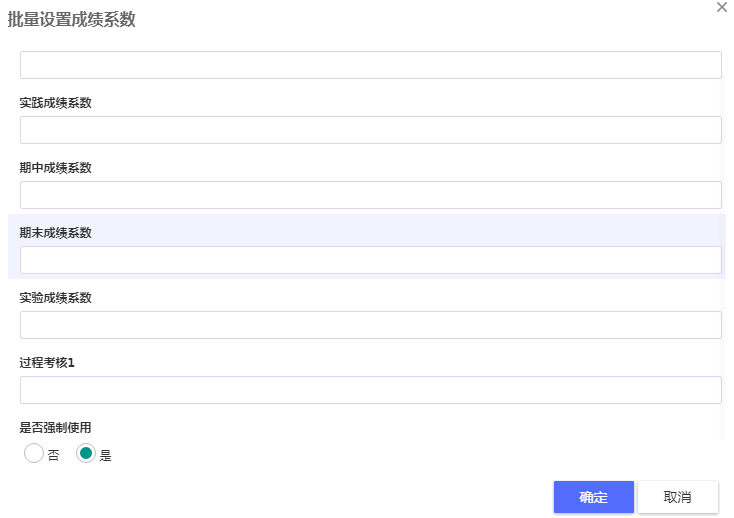 批量设置成绩系数
实践成绩系数
期中成绩系数
期末成绩系数
实验成绩系数
过程考核1
是否强制使用
否 是
确定 取消